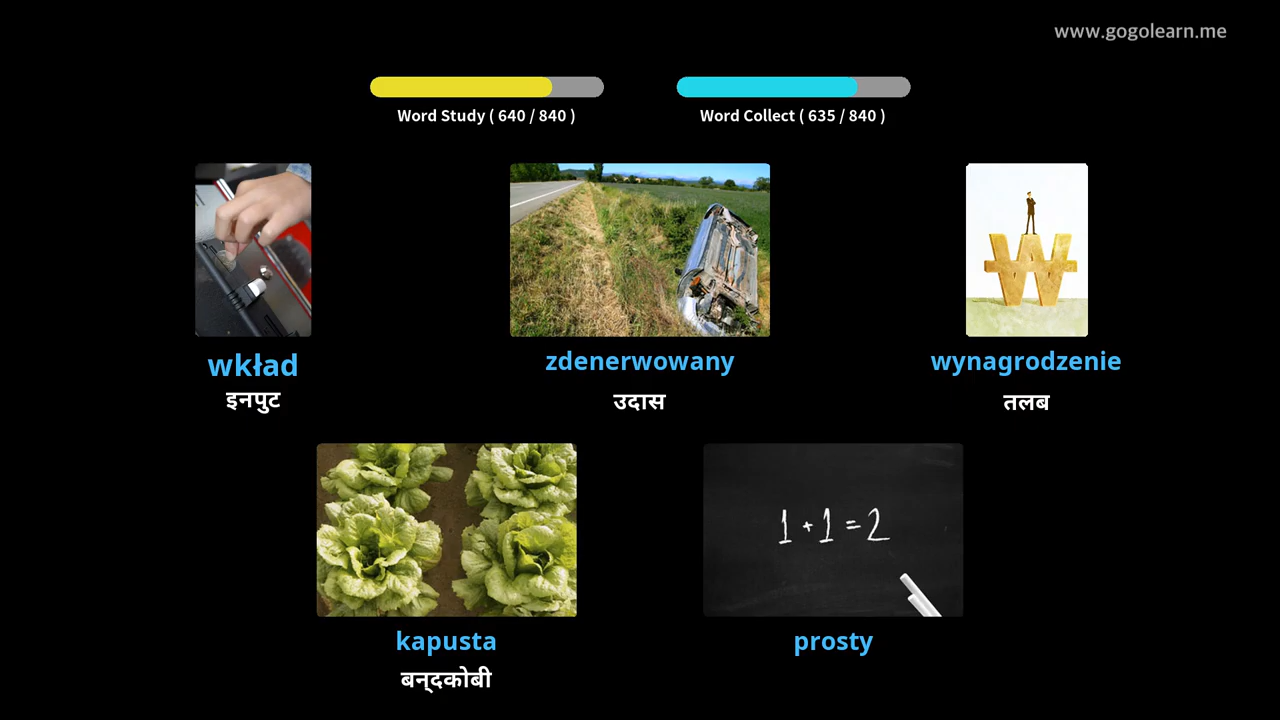 www.gogolearn.me
Word Study ( 640 / 840 )
Word Collect ( 635 / 840 )
wkład
इनपुट
zdenerwowany
उदास
wynagrodzenie
तलब
1 + 1 = 2
kapusta
बन्दकोबी
prosty